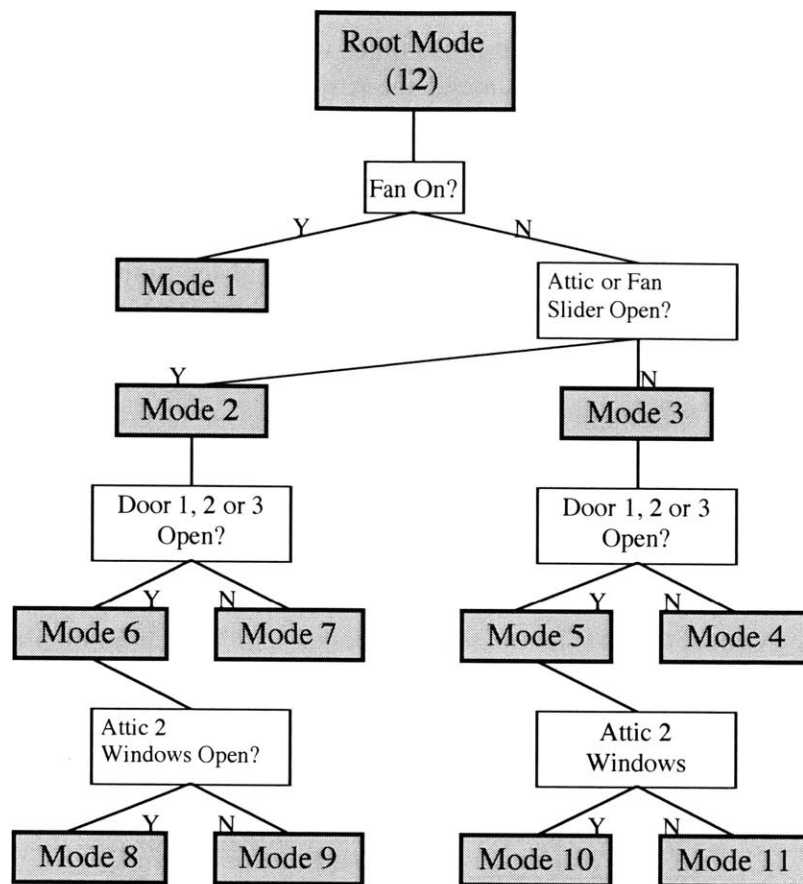 Root Mode
(12)
Fan On?
Y
N
Mode 1
Attic or Fan
Slider Open?
Y
N
Mode 2
Mode 3
Door 1, 2 or 3
Open?
Door 1, 2 or 3
Open?
Y
N
Y
N
Mode 6
Mode 7
Mode 5
Mode 4
Attic 2
Windows Open?
Attic 2
Windows
Y
N
Y
N
Mode 8
Mode 9
Mode 10
Mode 11